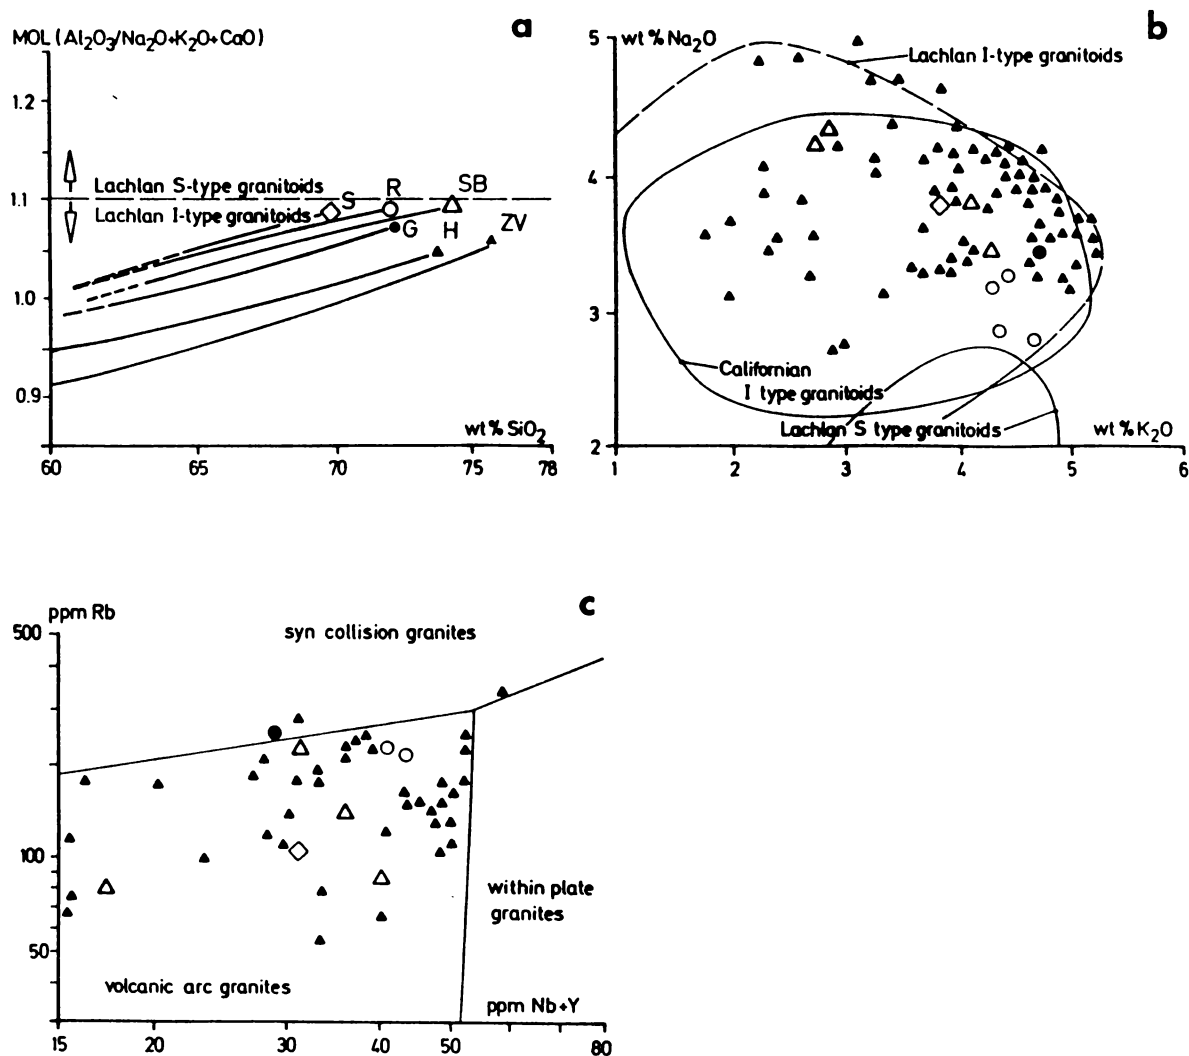 a
MOL (Al₂O₃/Na₂O+K₂O+CaO)
1.2
Lachlan S-type granitoids
1.1
Lachlan I-type granitoids
S
R
SB
G
H
ZV
1.0
0.9
wt % SiO₂
60 65 70 75 78
b
5
wt % Na₂O
Lachlan I-type granitoids
4
3
Californian
I type granitoids
Lachlan S type granitoids
wt % K₂O
2
1 2 3 4 5 6
c
ppm Rb
500
syn collision granites
100
within plate
granites
50
volcanic arc granites
ppm Nb+Y
15 20 30 40 50 80